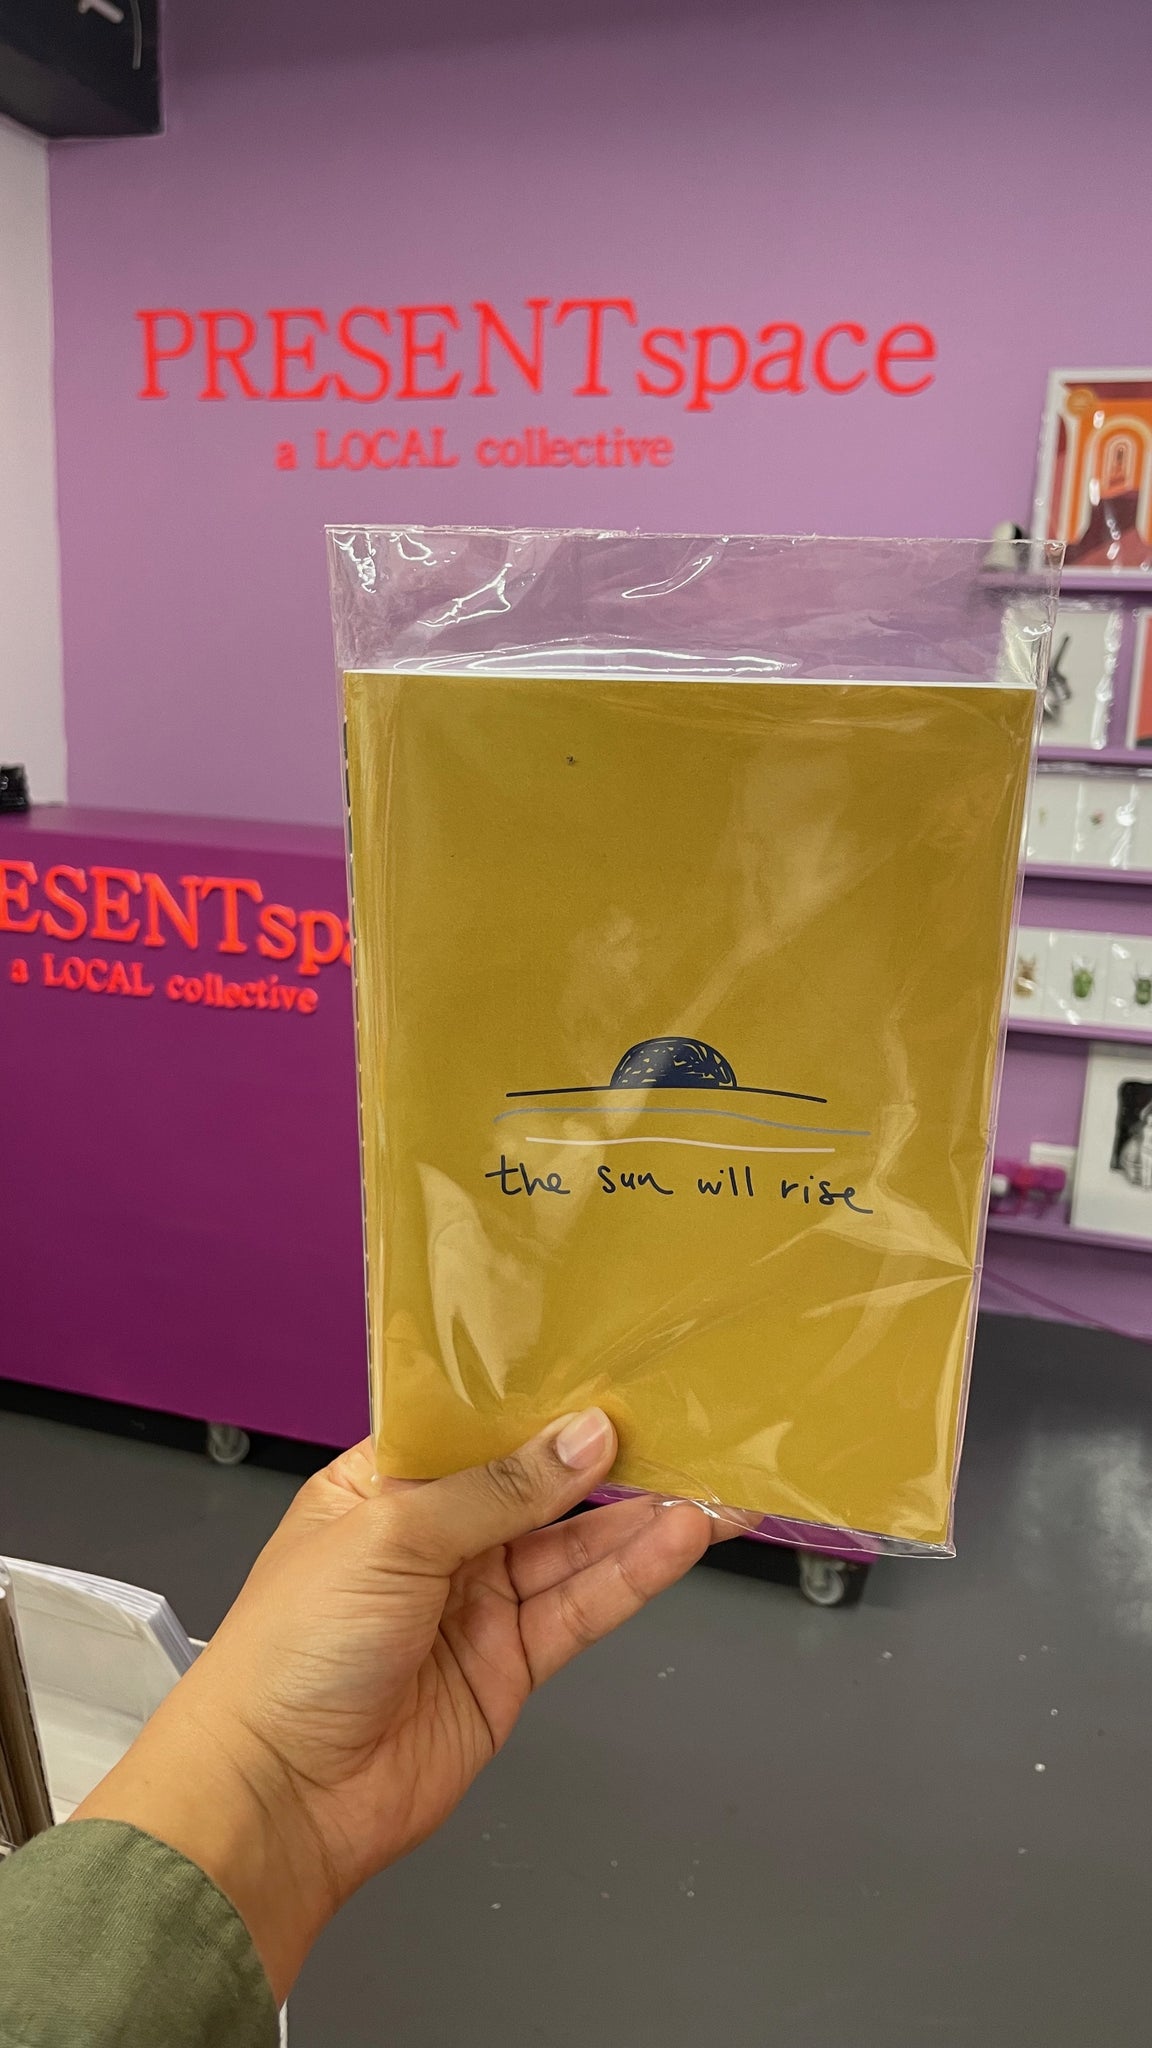 PRESENTspace
a LOCAL collective
ESENTspa
a LOCAL collective
the sun will rise